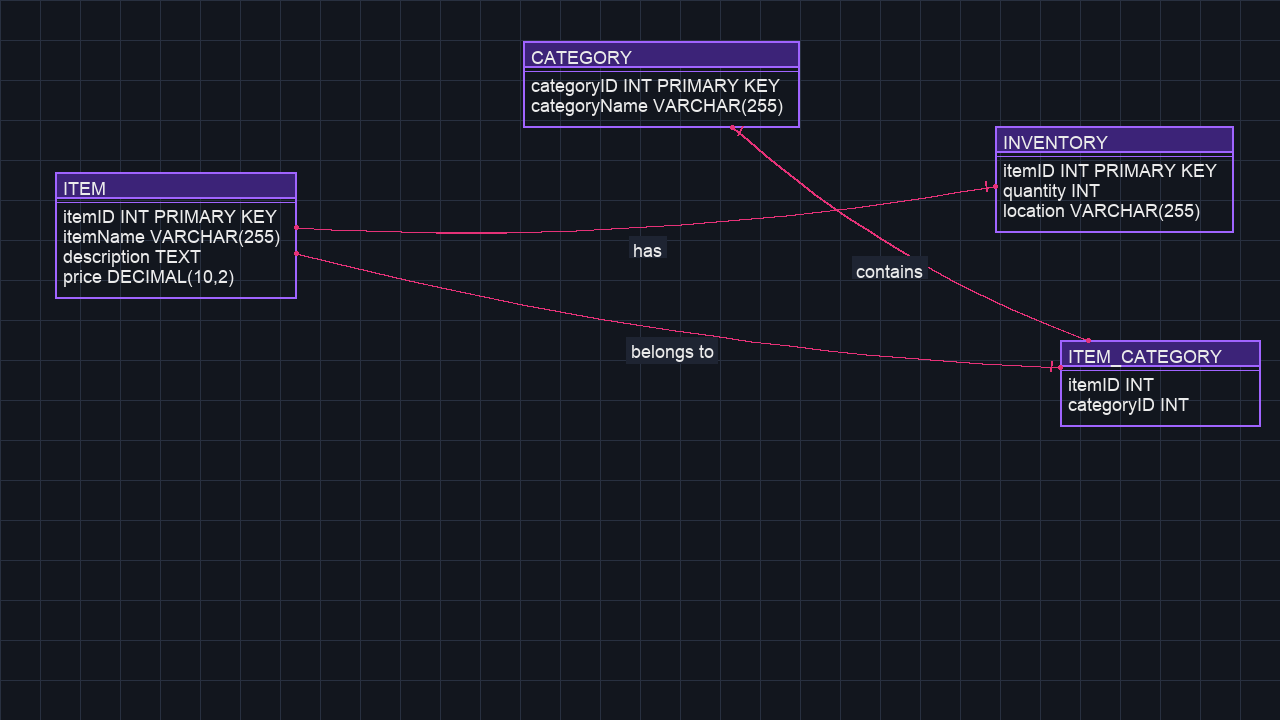 CATEGORY
categoryID INT PRIMARY KEY
categoryName VARCHAR(255)
INVENTORY
itemID INT PRIMARY KEY
quantity INT
location VARCHAR(255)
ITEM
itemID INT PRIMARY KEY
itemName VARCHAR(255)
description TEXT
price DECIMAL(10,2)
has
contains
belongs to
ITEM_CATEGORY
itemID INT
categoryID INT